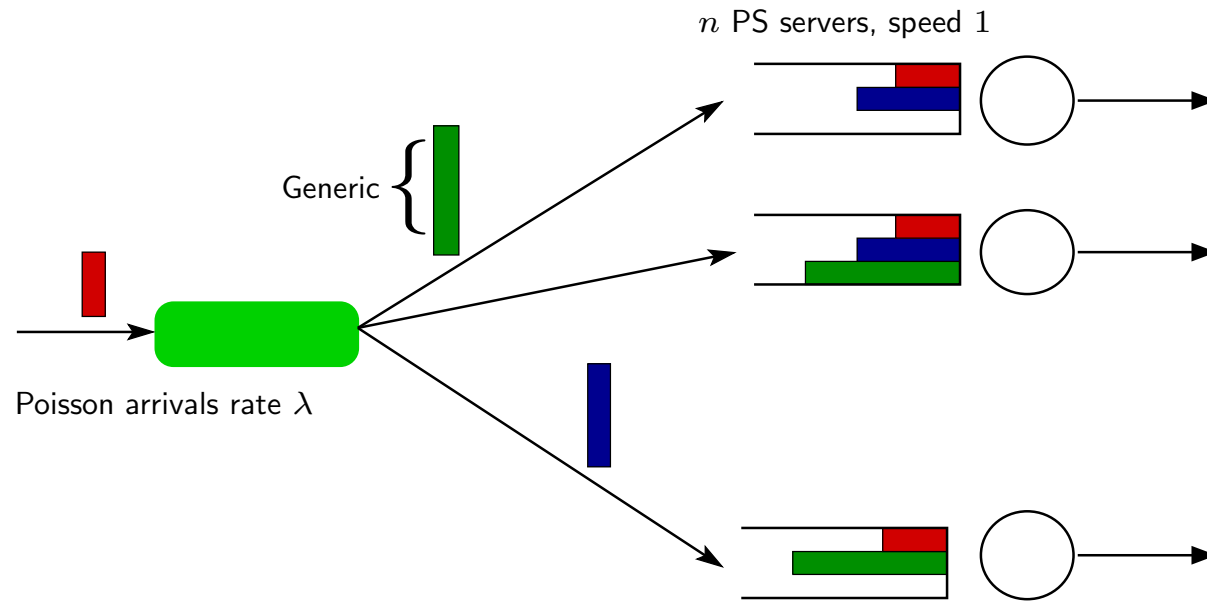 n PS servers, speed 1
Generic
Poisson arrivals rate λ